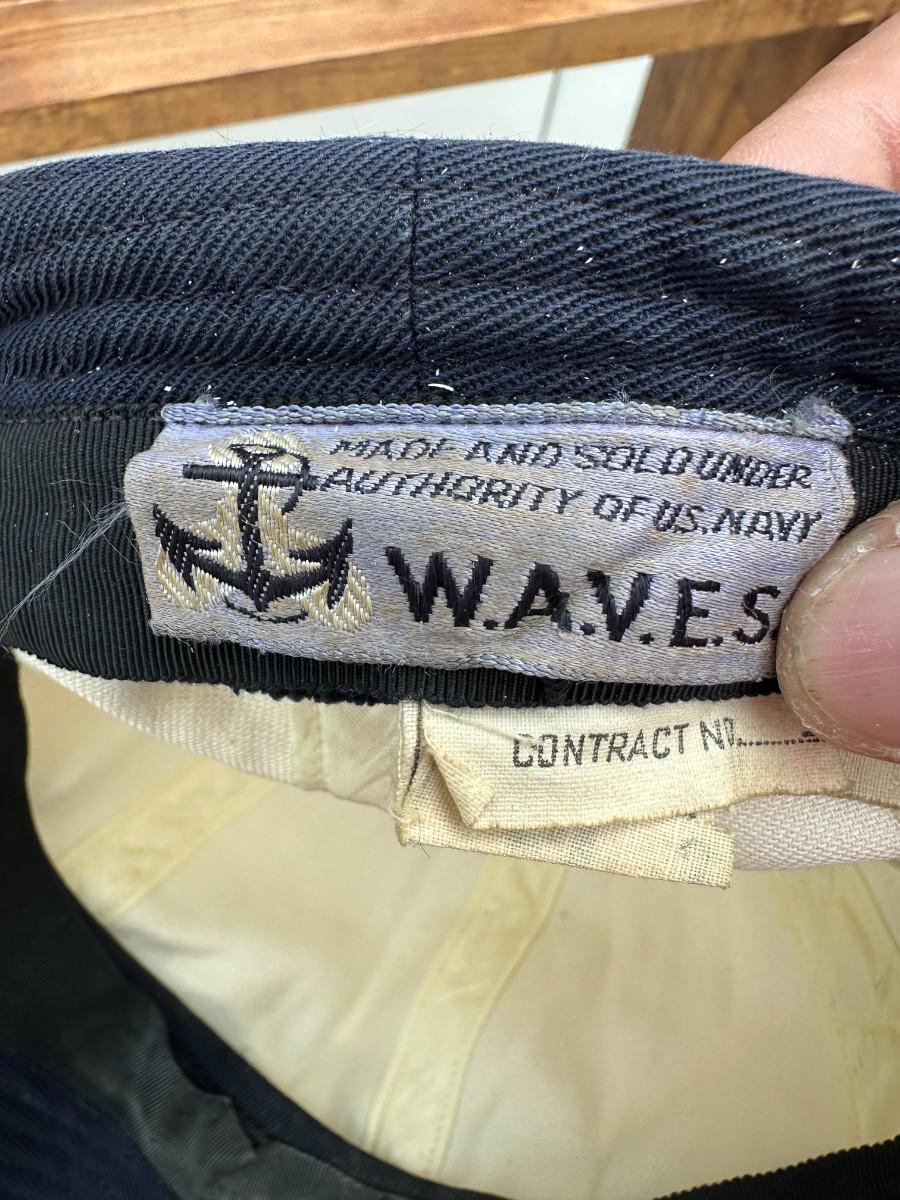 MADE AND SOLD UNDER
AUTHORITY OF U.S. NAVY
W.A.V.E.S.
CONTRACT NO.........